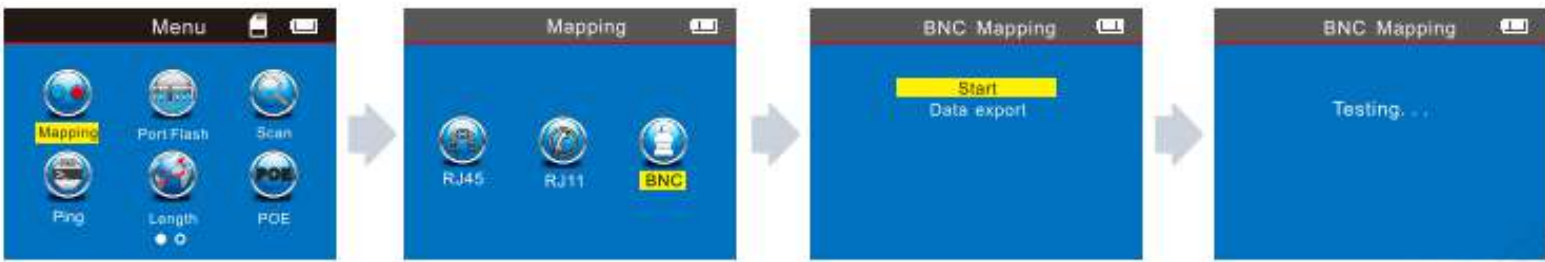 Menu
Mapping
Port Flash
Scan
Ping
Length
POE
POE
Mapping
RJ45
RJ11
BNC
BNC Mapping
Start
Data export
BNC Mapping
Testing. . .